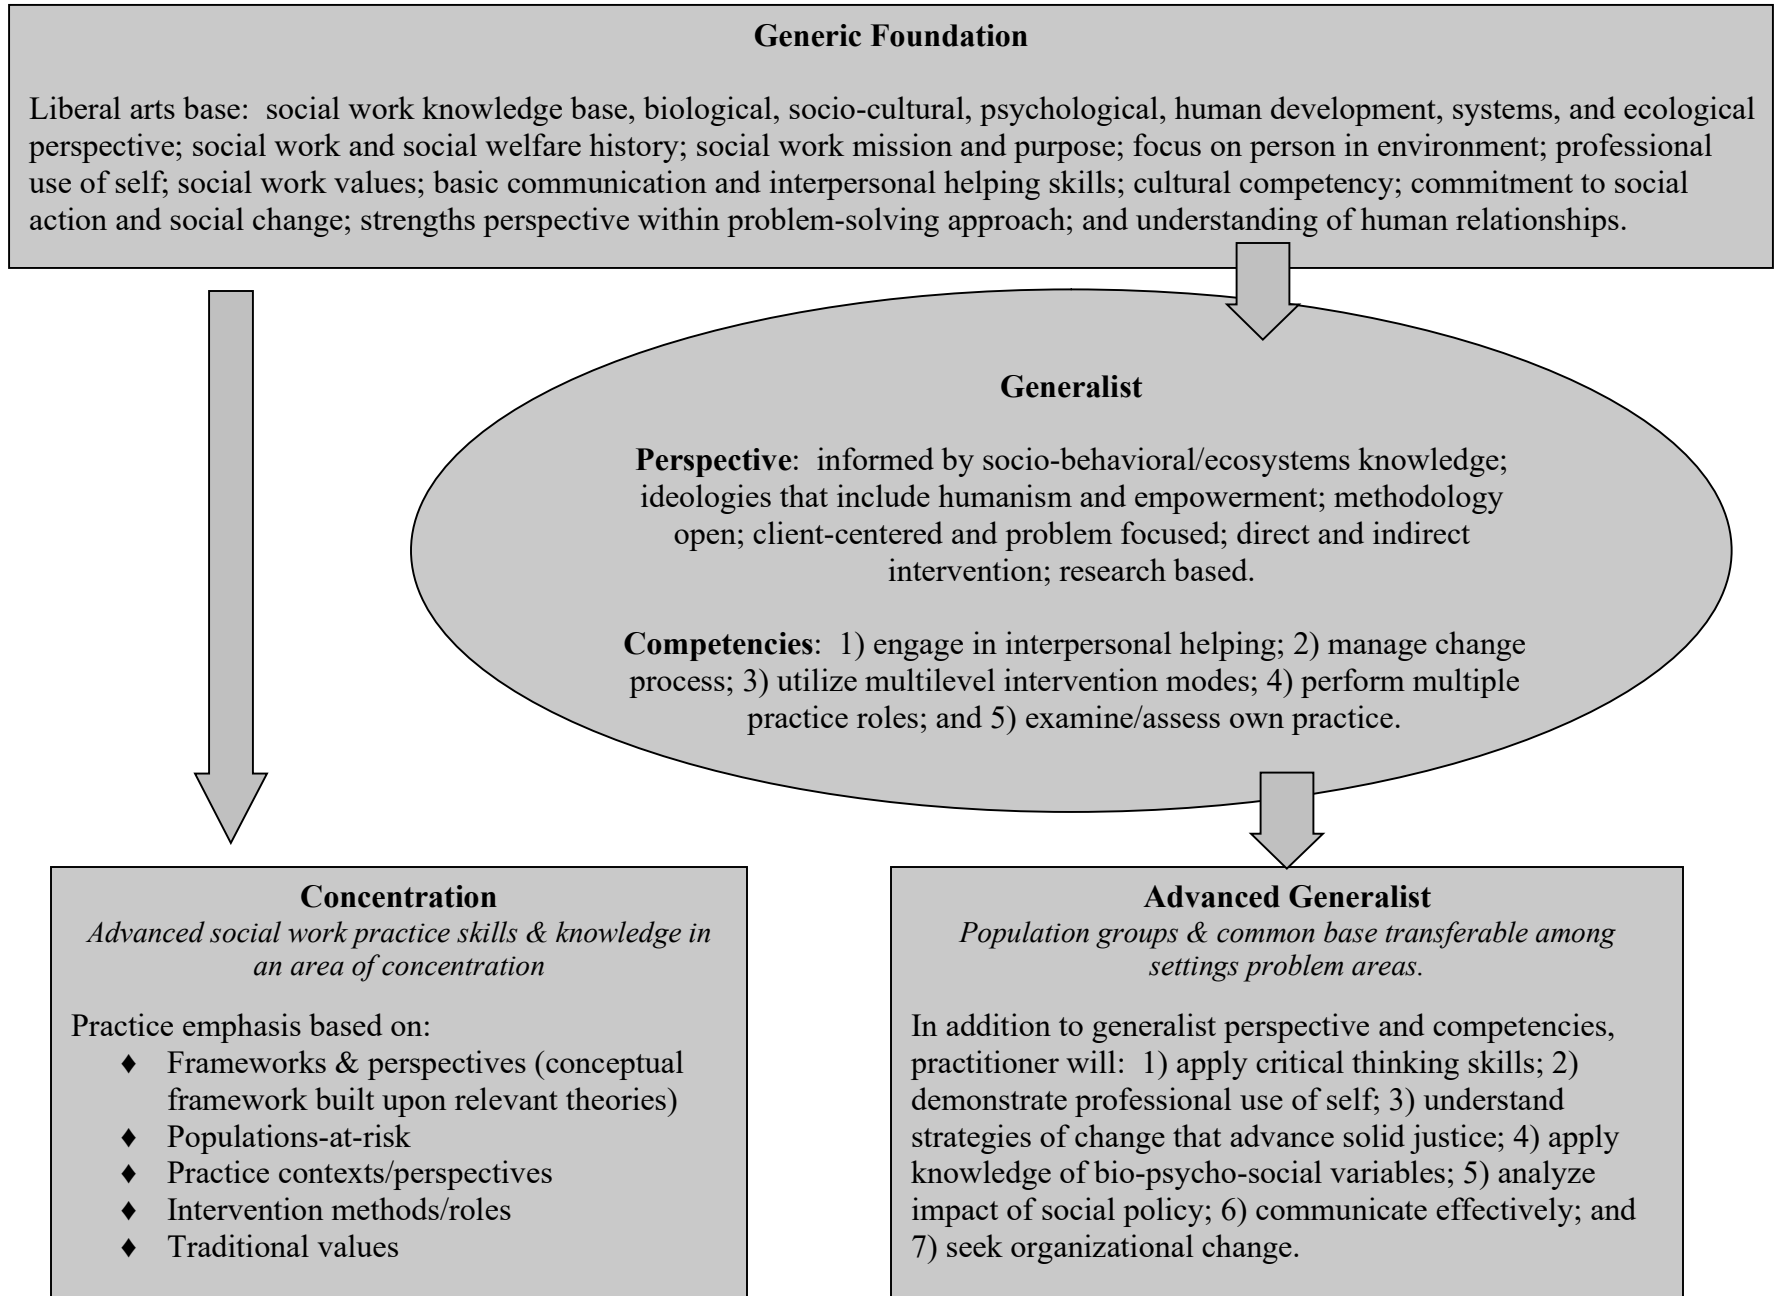 Generic Foundation
Liberal arts base:  social work knowledge base, biological, socio-cultural, psychological, human development, systems, and ecological
perspective; social work and social welfare history; social work mission and purpose; focus on person in environment; professional
use of self; social work values; basic communication and interpersonal helping skills; cultural competency; commitment to social
action and social change; strengths perspective within problem-solving approach; and understanding of human relationships.
Generalist
Perspective:  informed by socio-behavioral/ecosystems knowledge;
ideologies that include humanism and empowerment; methodology
open; client-centered and problem focused; direct and indirect
intervention; research based.
Competencies:  1) engage in interpersonal helping; 2) manage change
process; 3) utilize multilevel intervention modes; 4) perform multiple
practice roles; and 5) examine/assess own practice.
Concentration
Advanced social work practice skills & knowledge in
an area of concentration
Practice emphasis based on:
♦ Frameworks & perspectives (conceptual
framework built upon relevant theories)
♦ Populations-at-risk
♦ Practice contexts/perspectives
♦ Intervention methods/roles
♦ Traditional values
Advanced Generalist
Population groups & common base transferable among
settings problem areas.
In addition to generalist perspective and competencies,
practitioner will:  1) apply critical thinking skills; 2)
demonstrate professional use of self; 3) understand
strategies of change that advance solid justice; 4) apply
knowledge of bio-psycho-social variables; 5) analyze
impact of social policy; 6) communicate effectively; and
7) seek organizational change.